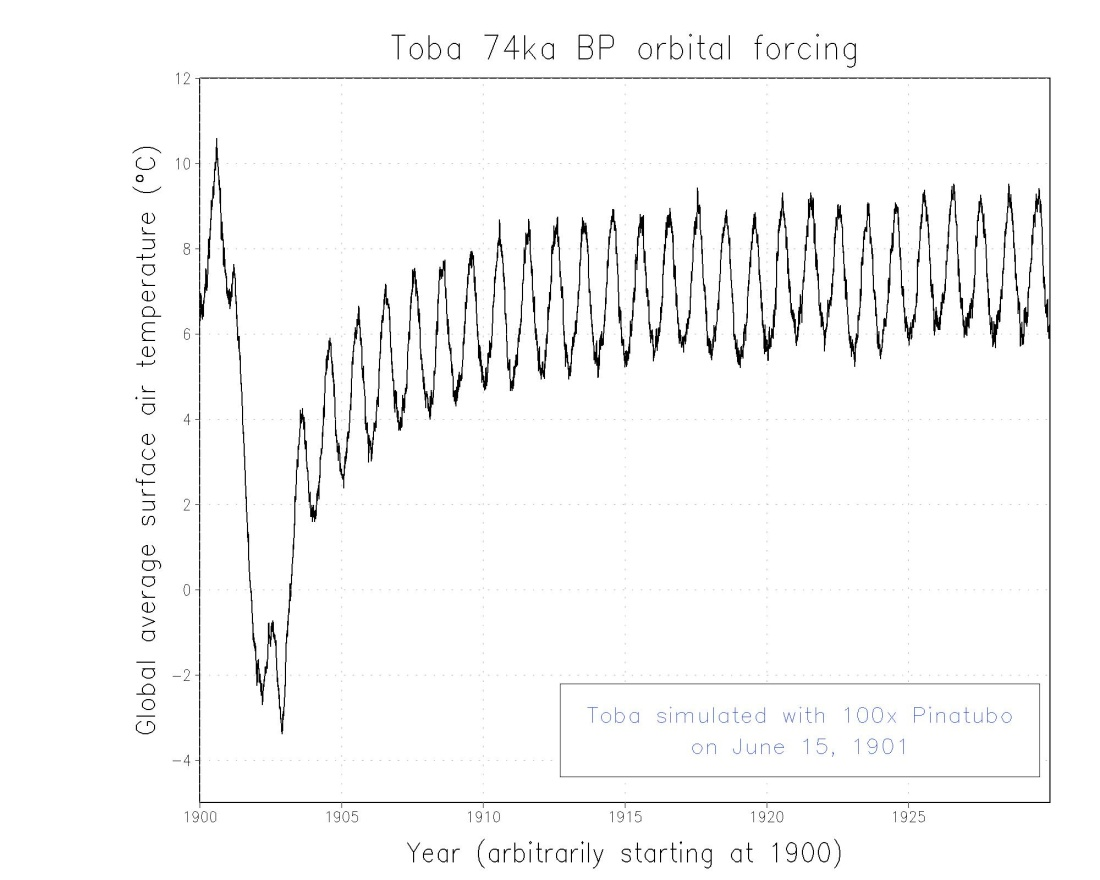 Toba 74ka BP orbital forcing
12
10
8
6
4
2
0
−2
−4
Global average surface air temperature (°C)
Toba simulated with 100x Pinatubo
on June 15, 1901
1900 1905 1910 1915 1920 1925
Year (arbitrarily starting at 1900)